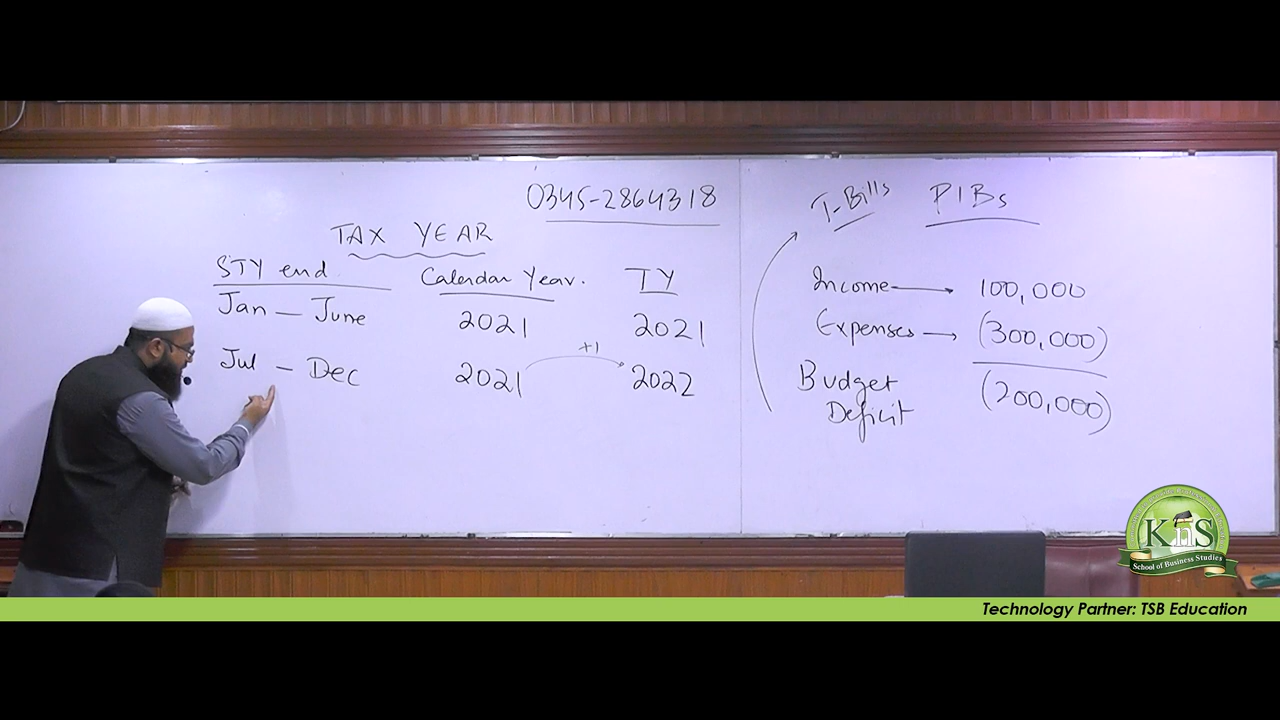 0345-2864318
TAX YEAR
STY end Calendar Year. TY
Jan — June 2021 2021
Jul — Dec 2021 +1 2022
T-Bills PIBs
Income 100,000
Expenses (300,000)
Budget Deficit (200,000)
KnS
School of Business Studies
Technology Partner: TSB Education